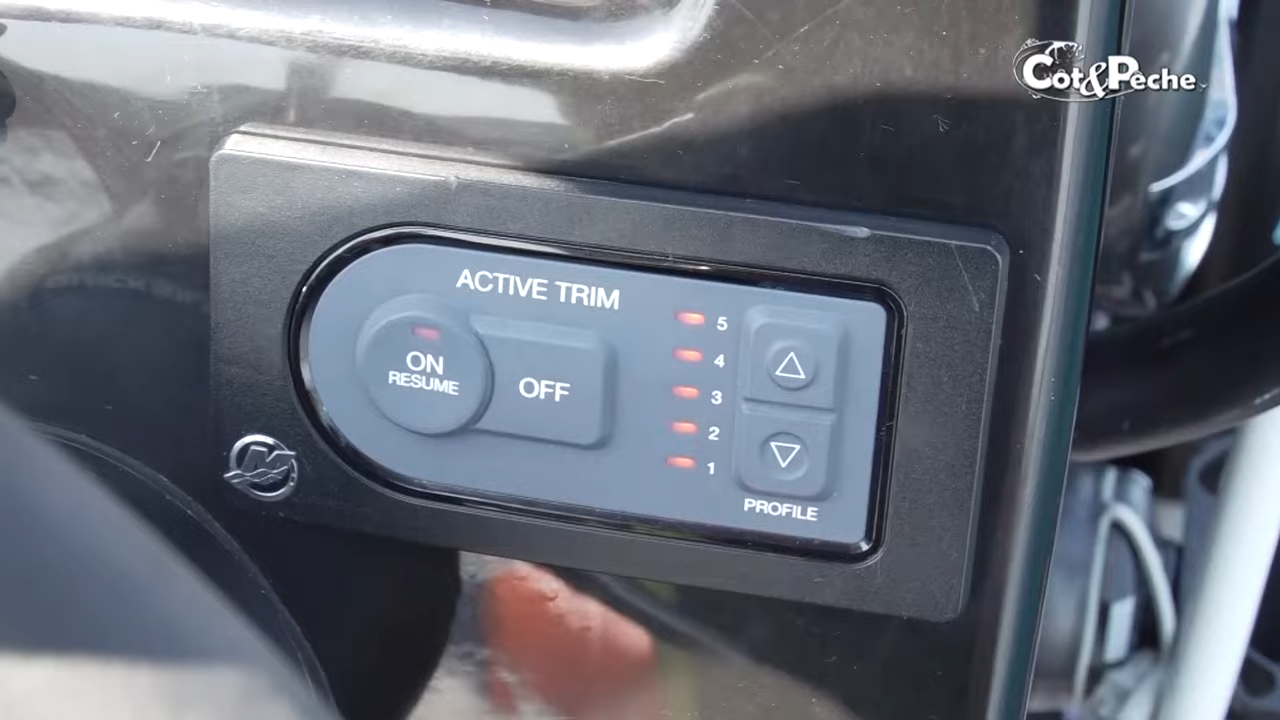 Cot&Peche
ACTIVE TRIM
ON
RESUME
OFF
5
4
3
2
1
PROFILE